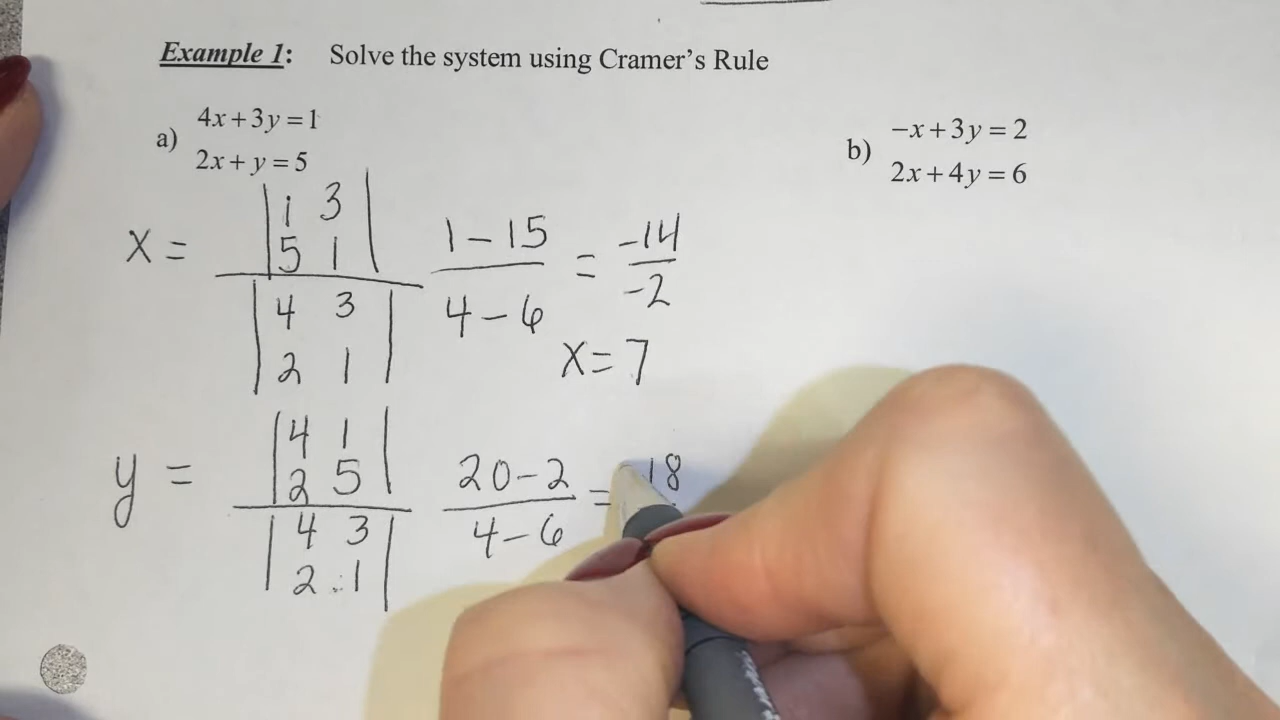 Example 1: Solve the system using Cramer's Rule
a) 4x + 3y = 1
2x + y = 5
b) −x + 3y = 2
2x + 4y = 6
x =
|1 3|
|5 1|
|4 3|
|2 1|
1 − 15
4 − 6
= −14
−2
x = 7
y =
|4 1|
|2 5|
|4 3|
|2 1|
20 − 2
4 − 6
= 18